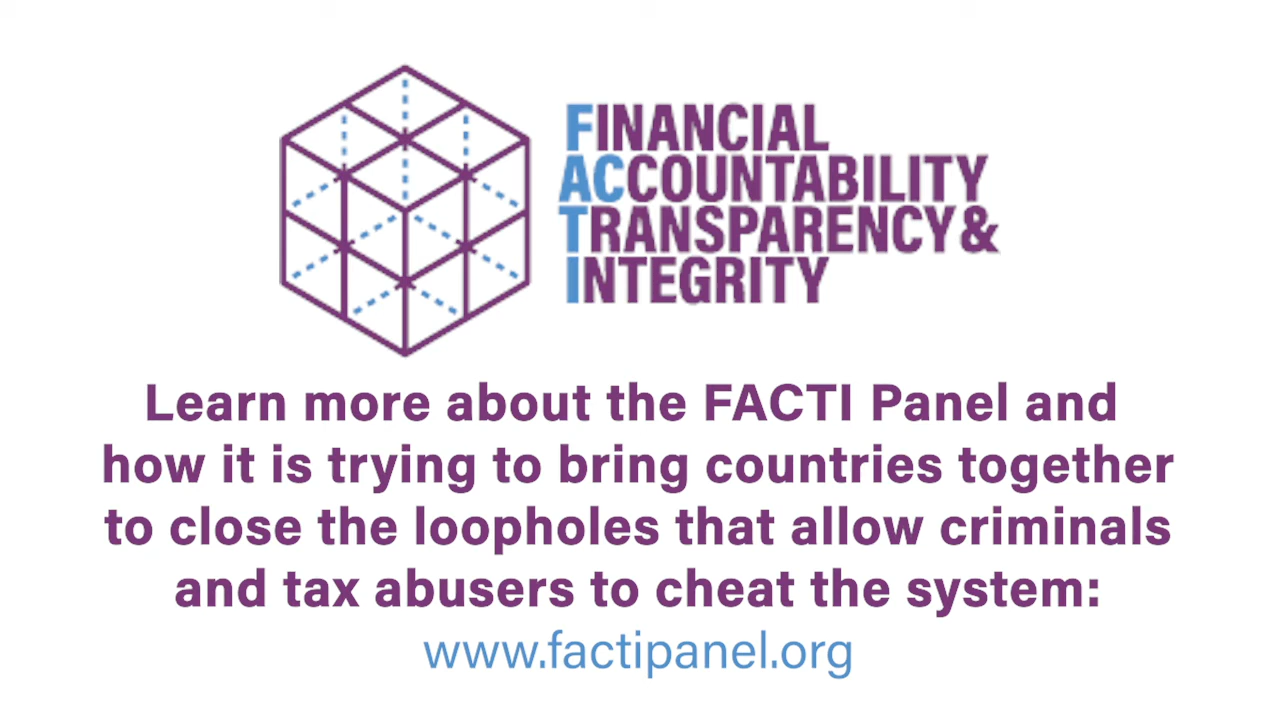 FINANCIAL
ACCOUNTABILITY
TRANSPARENCY &
INTEGRITY
Learn more about the FACTI Panel and
how it is trying to bring countries together
to close the loopholes that allow criminals
and tax abusers to cheat the system:
www.factipanel.org